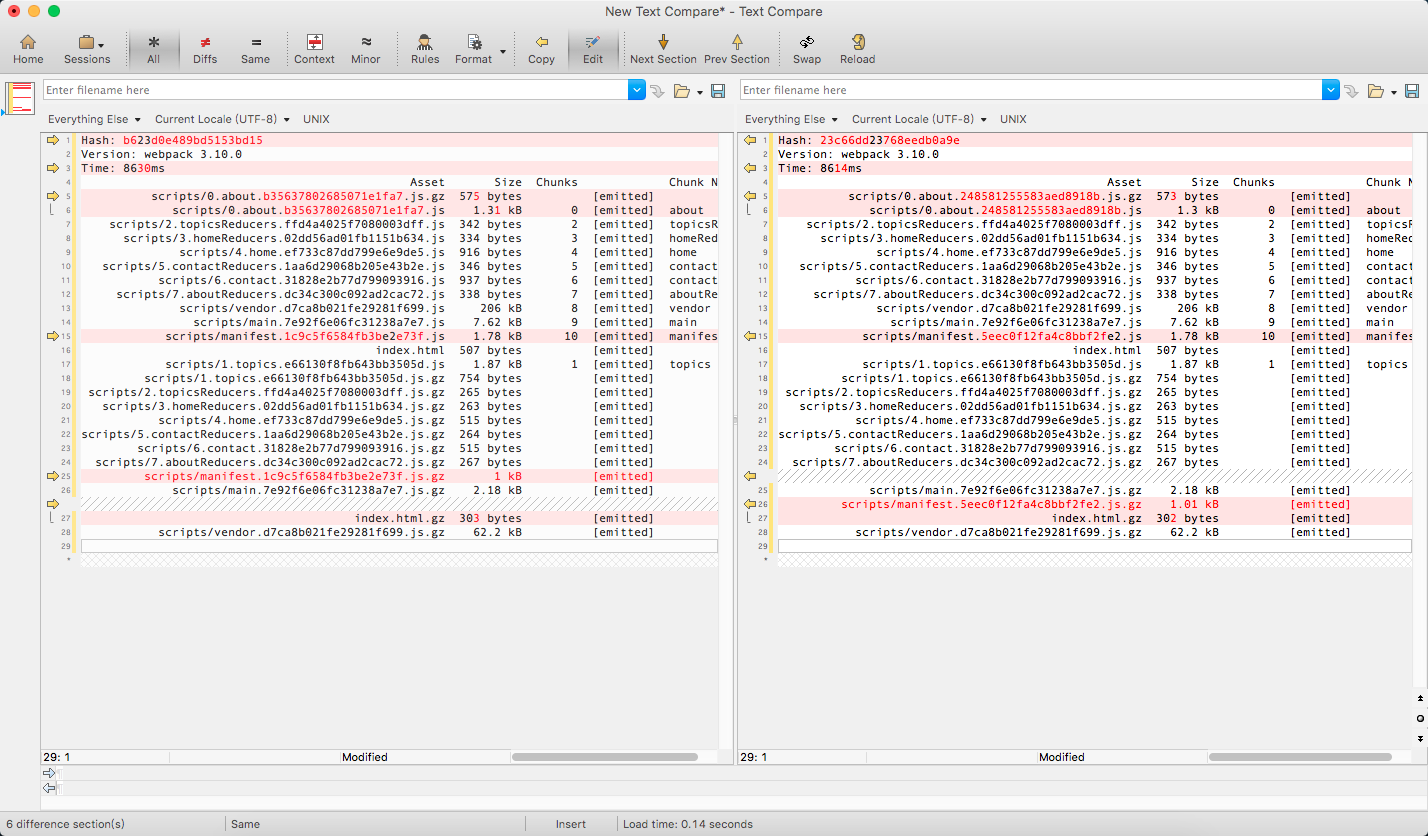 New Text Compare* - Text Compare
Home Sessions All Diffs Same Context Minor Rules Format Copy Edit Next Section Prev Section Swap Reload
Enter filename here
Everything Else Current Locale (UTF-8) UNIX
1 Hash: b623d0e489bd5153bd15
2 Version: webpack 3.10.0
3 Time: 8630ms
4 Asset Size Chunks Chunk N
5 scripts/0.about.b35637802685071e1fa7.js.gz 575 bytes [emitted]
6 scripts/0.about.b35637802685071e1fa7.js 1.31 kB 0 [emitted] about
7 scripts/2.topicsReducers.ffd4a4025f7080003dff.js 342 bytes 2 [emitted] topicsR
8 scripts/3.homeReducers.02dd56ad01fb1151b634.js 334 bytes 3 [emitted] homeRed
9 scripts/4.home.ef733c87dd799e6e9de5.js 916 bytes 4 [emitted] home
10 scripts/5.contactReducers.1aa6d29068b205e43b2e.js 346 bytes 5 [emitted] contact
11 scripts/6.contact.31828e2b77d799093916.js 937 bytes 6 [emitted] contact
12 scripts/7.aboutReducers.dc34c300c092ad2cac72.js 338 bytes 7 [emitted] aboutRe
13 scripts/vendor.d7ca8b021fe29281f699.js 206 kB 8 [emitted] vendor
14 scripts/main.7e92f6e06fc31238a7e7.js 7.62 kB 9 [emitted] main
15 scripts/manifest.1c9c5f6584fb3be2e73f.js 1.78 kB 10 [emitted] manifes
16 index.html 507 bytes [emitted]
17 scripts/1.topics.e66130f8fb643bb3505d.js 1.87 kB 1 [emitted] topics
18 scripts/1.topics.e66130f8fb643bb3505d.js.gz 754 bytes [emitted]
19 scripts/2.topicsReducers.ffd4a4025f7080003dff.js.gz 265 bytes [emitted]
20 scripts/3.homeReducers.02dd56ad01fb1151b634.js.gz 263 bytes [emitted]
21 scripts/4.home.ef733c87dd799e6e9de5.js.gz 515 bytes [emitted]
22 scripts/5.contactReducers.1aa6d29068b205e43b2e.js.gz 264 bytes [emitted]
23 scripts/6.contact.31828e2b77d799093916.js.gz 515 bytes [emitted]
24 scripts/7.aboutReducers.dc34c300c092ad2cac72.js.gz 267 bytes [emitted]
25 scripts/manifest.1c9c5f6584fb3be2e73f.js.gz 1 kB [emitted]
26 scripts/main.7e92f6e06fc31238a7e7.js.gz 2.18 kB [emitted]
27 index.html.gz 303 bytes [emitted]
28 scripts/vendor.d7ca8b021fe29281f699.js.gz 62.2 kB [emitted]
29
*
29: 1 Modified
Enter filename here
Everything Else Current Locale (UTF-8) UNIX
1 Hash: 23c66dd23768eedb0a9e
2 Version: webpack 3.10.0
3 Time: 8614ms
4 Asset Size Chunks Chunk N
5 scripts/0.about.248581255583aed8918b.js.gz 573 bytes [emitted]
6 scripts/0.about.248581255583aed8918b.js 1.3 kB 0 [emitted] about
7 scripts/2.topicsReducers.ffd4a4025f7080003dff.js 342 bytes 2 [emitted] topicsR
8 scripts/3.homeReducers.02dd56ad01fb1151b634.js 334 bytes 3 [emitted] homeRed
9 scripts/4.home.ef733c87dd799e6e9de5.js 916 bytes 4 [emitted] home
10 scripts/5.contactReducers.1aa6d29068b205e43b2e.js 346 bytes 5 [emitted] contact
11 scripts/6.contact.31828e2b77d799093916.js 937 bytes 6 [emitted] contact
12 scripts/7.aboutReducers.dc34c300c092ad2cac72.js 338 bytes 7 [emitted] aboutRe
13 scripts/vendor.d7ca8b021fe29281f699.js 206 kB 8 [emitted] vendor
14 scripts/main.7e92f6e06fc31238a7e7.js 7.62 kB 9 [emitted] main
15 scripts/manifest.5eec0f12fa4c8bbf2fe2.js 1.78 kB 10 [emitted] manifes
16 index.html 507 bytes [emitted]
17 scripts/1.topics.e66130f8fb643bb3505d.js 1.87 kB 1 [emitted] topics
18 scripts/1.topics.e66130f8fb643bb3505d.js.gz 754 bytes [emitted]
19 scripts/2.topicsReducers.ffd4a4025f7080003dff.js.gz 265 bytes [emitted]
20 scripts/3.homeReducers.02dd56ad01fb1151b634.js.gz 263 bytes [emitted]
21 scripts/4.home.ef733c87dd799e6e9de5.js.gz 515 bytes [emitted]
22 scripts/5.contactReducers.1aa6d29068b205e43b2e.js.gz 264 bytes [emitted]
23 scripts/6.contact.31828e2b77d799093916.js.gz 515 bytes [emitted]
24 scripts/7.aboutReducers.dc34c300c092ad2cac72.js.gz 267 bytes [emitted]
25 scripts/main.7e92f6e06fc31238a7e7.js.gz 2.18 kB [emitted]
26 scripts/manifest.5eec0f12fa4c8bbf2fe2.js.gz 1.01 kB [emitted]
27 index.html.gz 302 bytes [emitted]
28 scripts/vendor.d7ca8b021fe29281f699.js.gz 62.2 kB [emitted]
29
*
29: 1 Modified
6 difference section(s) Same Insert Load time: 0.14 seconds